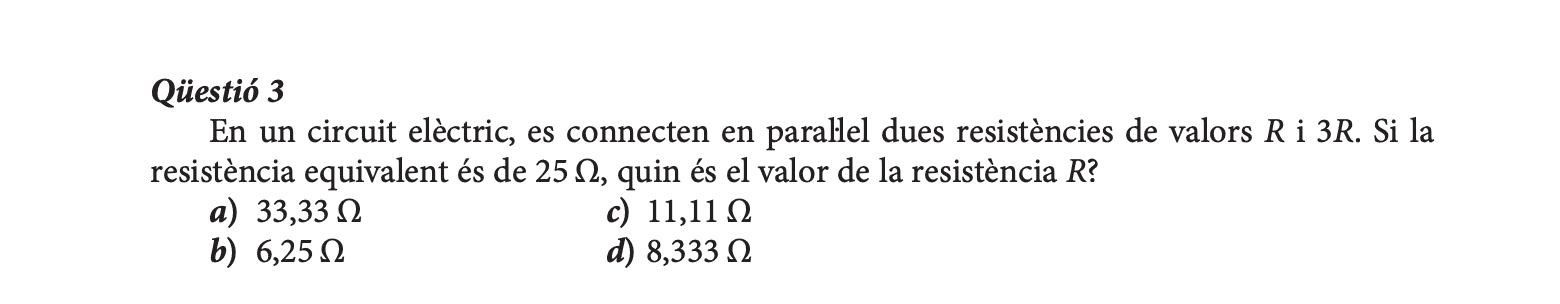 Qüestió 3
En un circuit elèctric, es connecten en paral·lel dues resistències de valors R i 3R. Si la
resistència equivalent és de 25 Ω, quin és el valor de la resistència R?
a) 33,33 Ω c) 11,11 Ω
b) 6,25 Ω d) 8,333 Ω